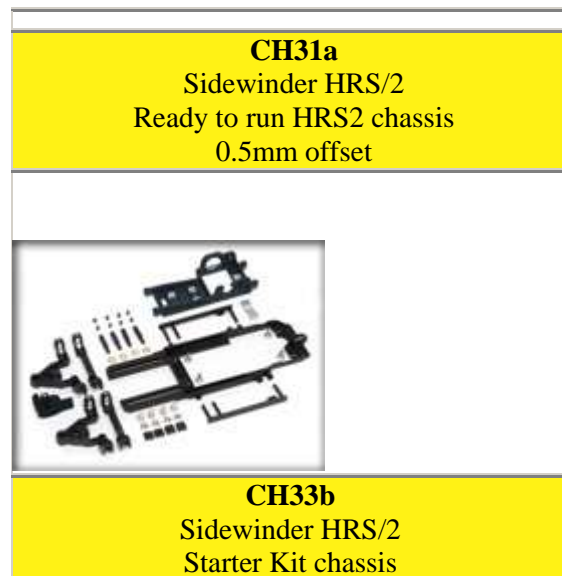 CH31a
Sidewinder HRS/2
Ready to run HRS2 chassis
0.5mm offset
CH33b
Sidewinder HRS/2
Starter Kit chassis